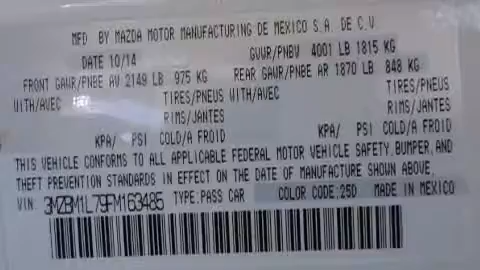 MFD BY MAZDA MOTOR MANUFACTURING DE MEXICO S.A. DE C.V.
DATE 10/14 GVWR/PNBV 4001 LB 1815 KG
FRONT GAWR/PNBE AV 2149 LB 975 KG REAR GAWR/PNBE AR 1870 LB 848 KG
WITH/AVEC TIRES/PNEUS WITH/AVEC TIRES/PNEUS
RIMS/JANTES RIMS/JANTES
KPA/ PSI COLD/A FROID KPA/ PSI COLD/A FROID
THIS VEHICLE CONFORMS TO ALL APPLICABLE FEDERAL MOTOR VEHICLE SAFETY, BUMPER, AND
THEFT PREVENTION STANDARDS IN EFFECT ON THE DATE OF MANUFACTURE SHOWN ABOVE.
VIN: 3MZBM1L79FM163485 TYPE:PASS CAR COLOR CODE:25D MADE IN MEXICO